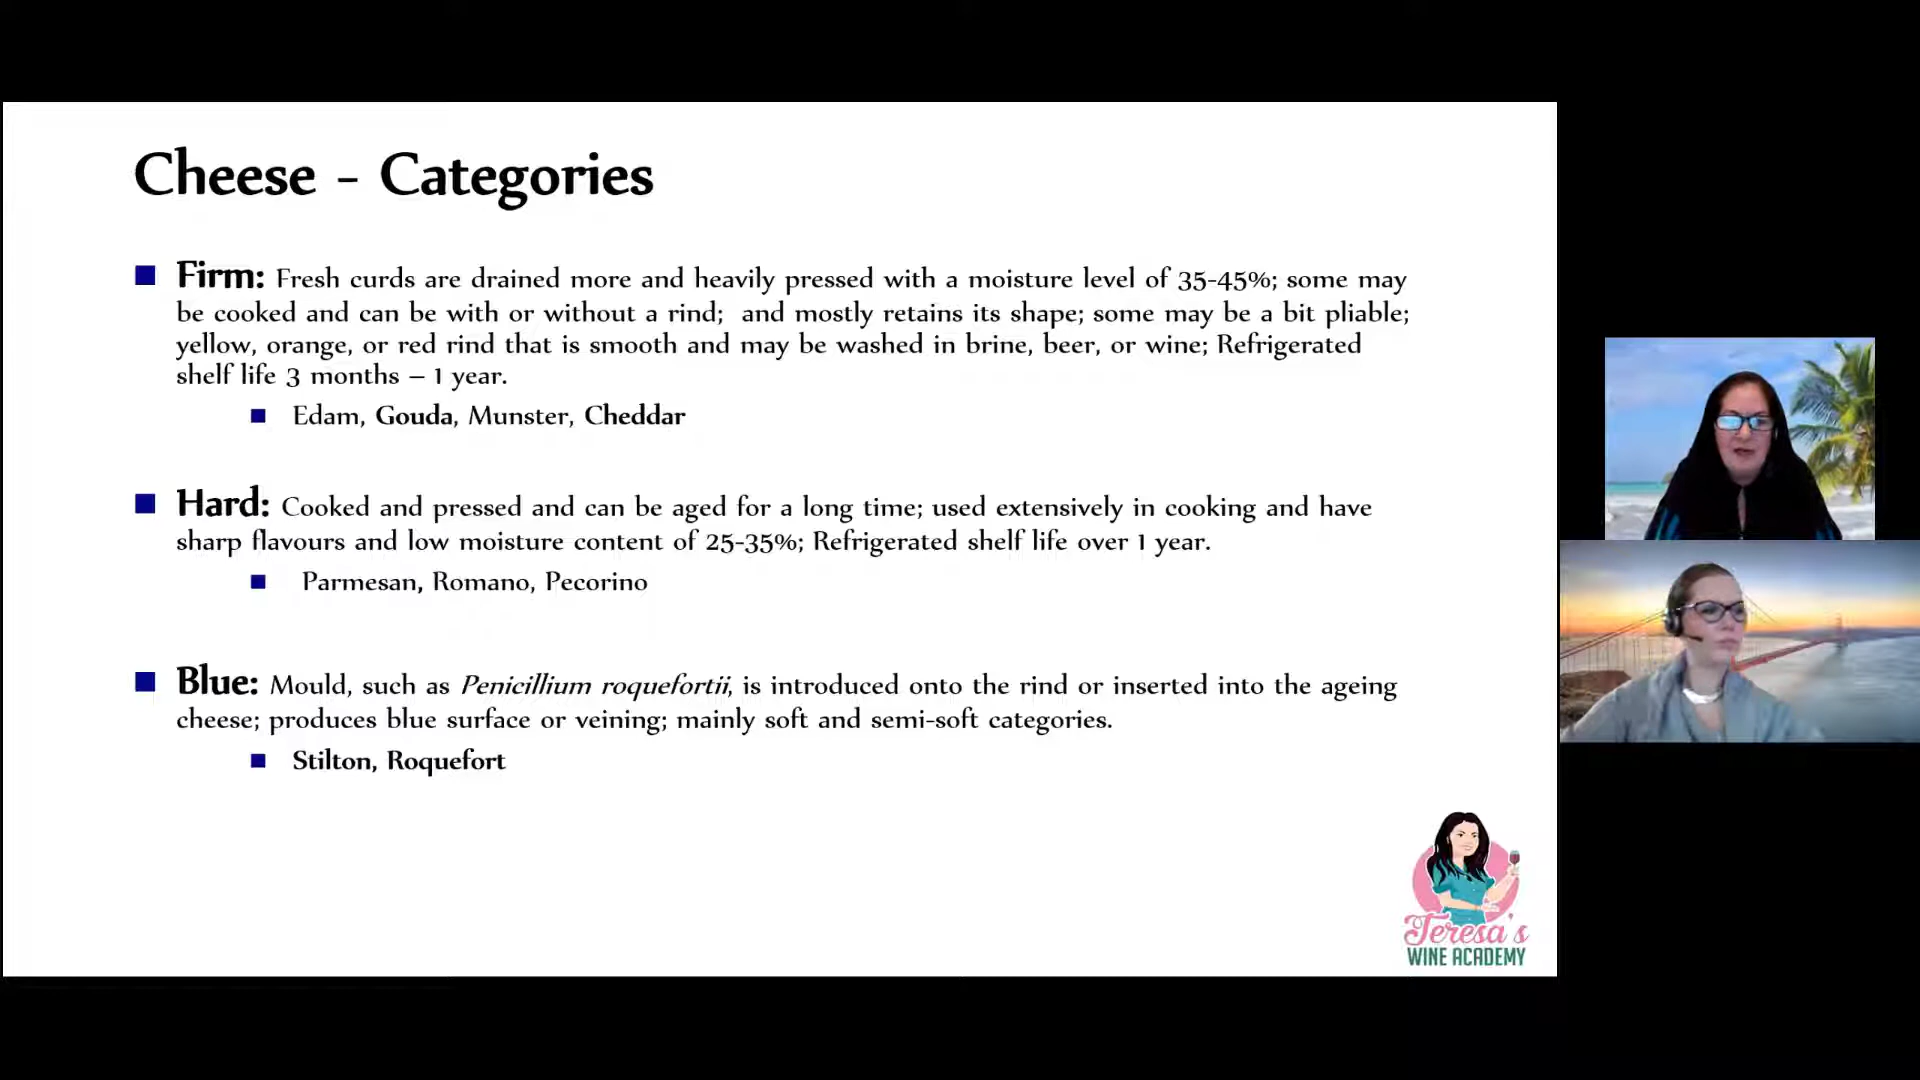 Cheese - Categories
Firm: Fresh curds are drained more and heavily pressed with a moisture level of 35-45%; some may
be cooked and can be with or without a rind; and mostly retains its shape; some may be a bit pliable;
yellow, orange, or red rind that is smooth and may be washed in brine, beer, or wine; Refrigerated
shelf life 3 months – 1 year.
Edam, Gouda, Munster, Cheddar
Hard: Cooked and pressed and can be aged for a long time; used extensively in cooking and have
sharp flavours and low moisture content of 25-35%; Refrigerated shelf life over 1 year.
Parmesan, Romano, Pecorino
Blue: Mould, such as Penicillium roquefortii, is introduced onto the rind or inserted into the ageing
cheese; produces blue surface or veining; mainly soft and semi-soft categories.
Stilton, Roquefort
Teresa's
WINE ACADEMY